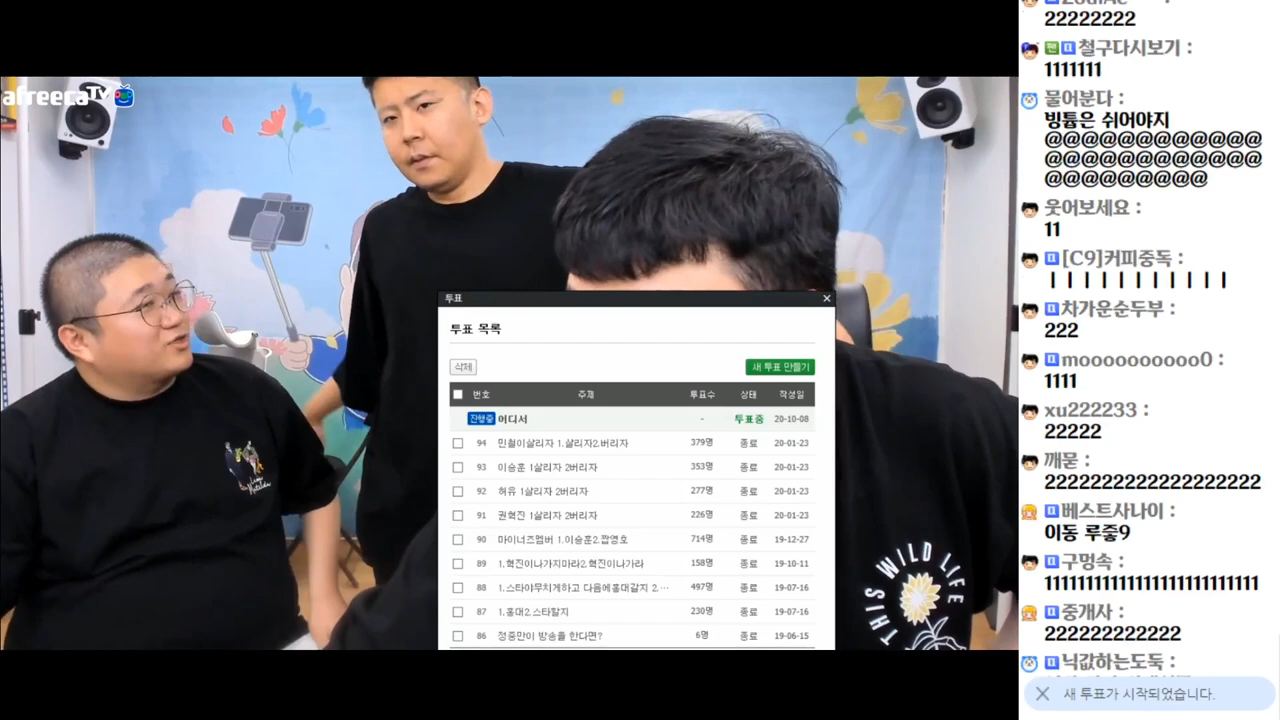 afreecaTV
THIS WILD LIFE
투표
투표 목록
삭제
새 투표 만들기
번호 주제 투표수 상태 작성일
진행중 어디서 - 투표중 20-10-08
94 민철이살리자 1.살리자2.버리자 379명 종료 20-01-23
93 이승훈 1살리자 2버리자 353명 종료 20-01-23
92 허유 1살리자 2버리자 277명 종료 20-01-23
91 권혁진 1살리자 2버리자 226명 종료 20-01-23
90 마이너즈멤버 1.이승훈2.짭영호 714명 종료 19-12-27
89 1.혁진이나가지마라2.혁진이나가라 158명 종료 19-10-11
88 1.스타야무치게하고 다음에홍대갈지 2.… 497명 종료 19-07-16
87 1.홍대2.스타할지 230명 종료 19-07-16
86 정중만이 방송을 한다면? 6명 종료 19-06-15
22222222
철구다시보기 :
1111111
물어분다 :
빙튬은 쉬어야지
@@@@@@@@@@@@
@@@@@@@@@@@@
@@@@@@@@@
웃어보세요 :
11
[C9]커피중독 :
ㅣㅣㅣㅣㅣㅣㅣㅣㅣㅣㅣ
차가운순두부 :
222
moooooooooo0 :
1111
xu222233 :
22222
깨묻 :
2222222222222222222
베스트사나이 :
이동 루즇9
구멍속 :
1111111111111111111111111
중개사 :
222222222222
닉값하는도둑 :
새 투표가 시작되었습니다.